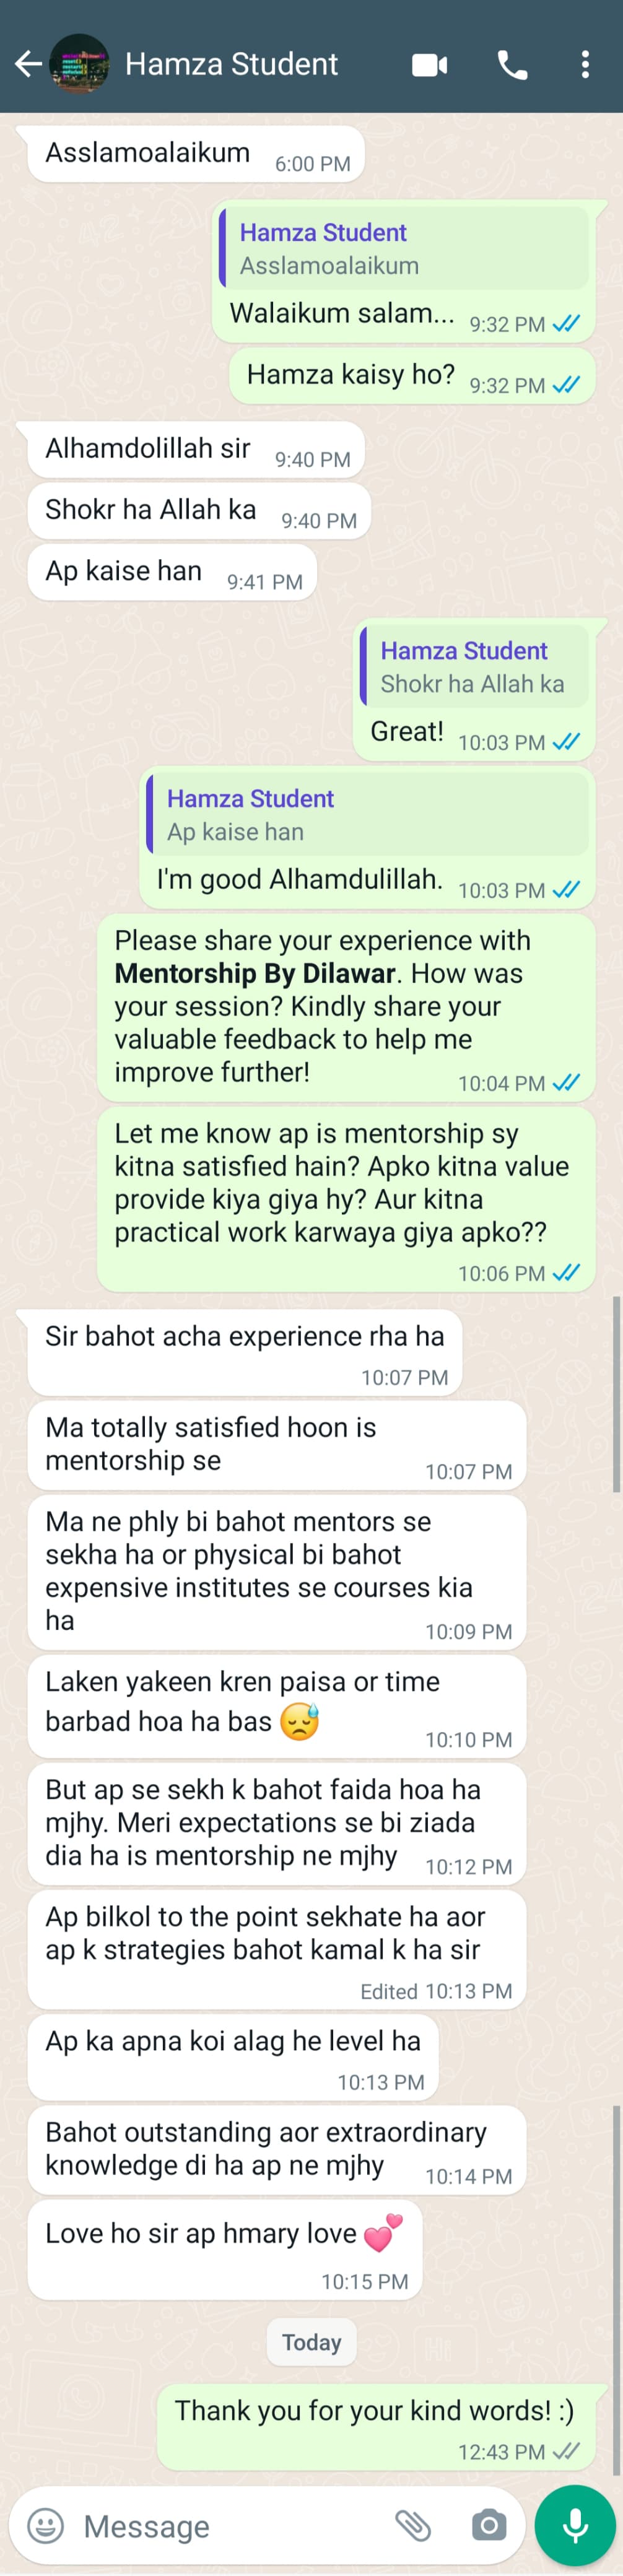 Hamza Student
Asslamoalaikum 6:00 PM
Hamza Student
Asslamoalaikum
Walaikum salam... 9:32 PM
Hamza kaisy ho? 9:32 PM
Alhamdolillah sir 9:40 PM
Shokr ha Allah ka 9:40 PM
Ap kaise han 9:41 PM
Hamza Student
Shokr ha Allah ka
Great! 10:03 PM
Hamza Student
Ap kaise han
I'm good Alhamdulillah. 10:03 PM
Please share your experience with
Mentorship By Dilawar. How was
your session? Kindly share your
valuable feedback to help me
improve further! 10:04 PM
Let me know ap is mentorship sy
kitna satisfied hain? Apko kitna value
provide kiya giya hy? Aur kitna
practical work karwaya giya apko??
10:06 PM
Sir bahot acha experience rha ha
10:07 PM
Ma totally satisfied hoon is
mentorship se 10:07 PM
Ma ne phly bi bahot mentors se
sekha ha or physical bi bahot
expensive institutes se courses kia
ha 10:09 PM
Laken yakeen kren paisa or time
barbad hoa ha bas 😓 10:10 PM
But ap se sekh k bahot faida hoa ha
mjhy. Meri expectations se bi ziada
dia ha is mentorship ne mjhy 10:12 PM
Ap bilkol to the point sekhate ha aor
ap k strategies bahot kamal k ha sir
Edited 10:13 PM
Ap ka apna koi alag he level ha
10:13 PM
Bahot outstanding aor extraordinary
knowledge di ha ap ne mjhy 10:14 PM
Love ho sir ap hmary love 💕
10:15 PM
Today
Thank you for your kind words! :)
12:43 PM
Message